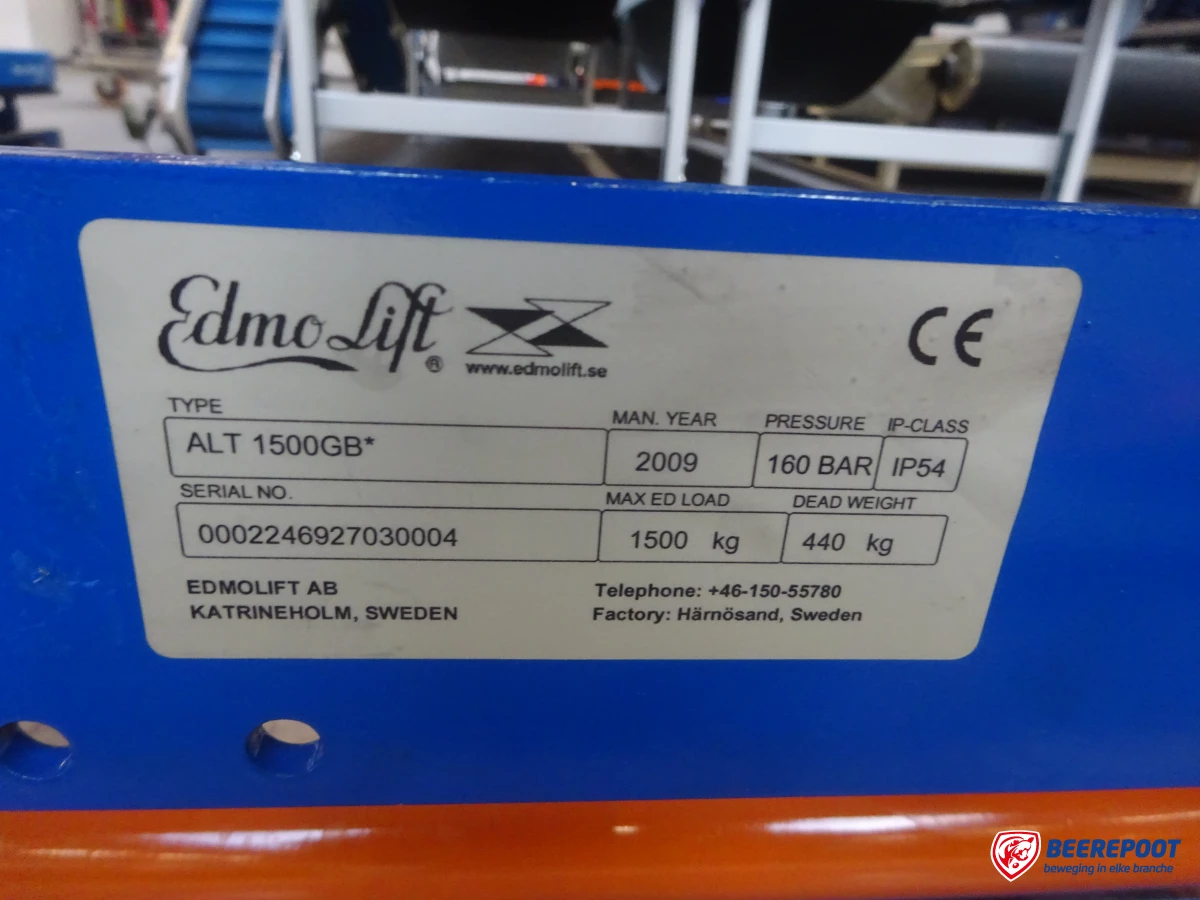 Edmo Lift ®
www.edmolift.se
CE
TYPE
ALT 1500GB*
MAN. YEAR PRESSURE IP-CLASS
2009 160 BAR IP54
SERIAL NO.
0002246927030004
MAX ED LOAD DEAD WEIGHT
1500 kg 440 kg
EDMOLIFT AB
KATRINEHOLM, SWEDEN
Telephone: +46-150-55780
Factory: Härnösand, Sweden
BEEREPOOT
beweging in elke branche